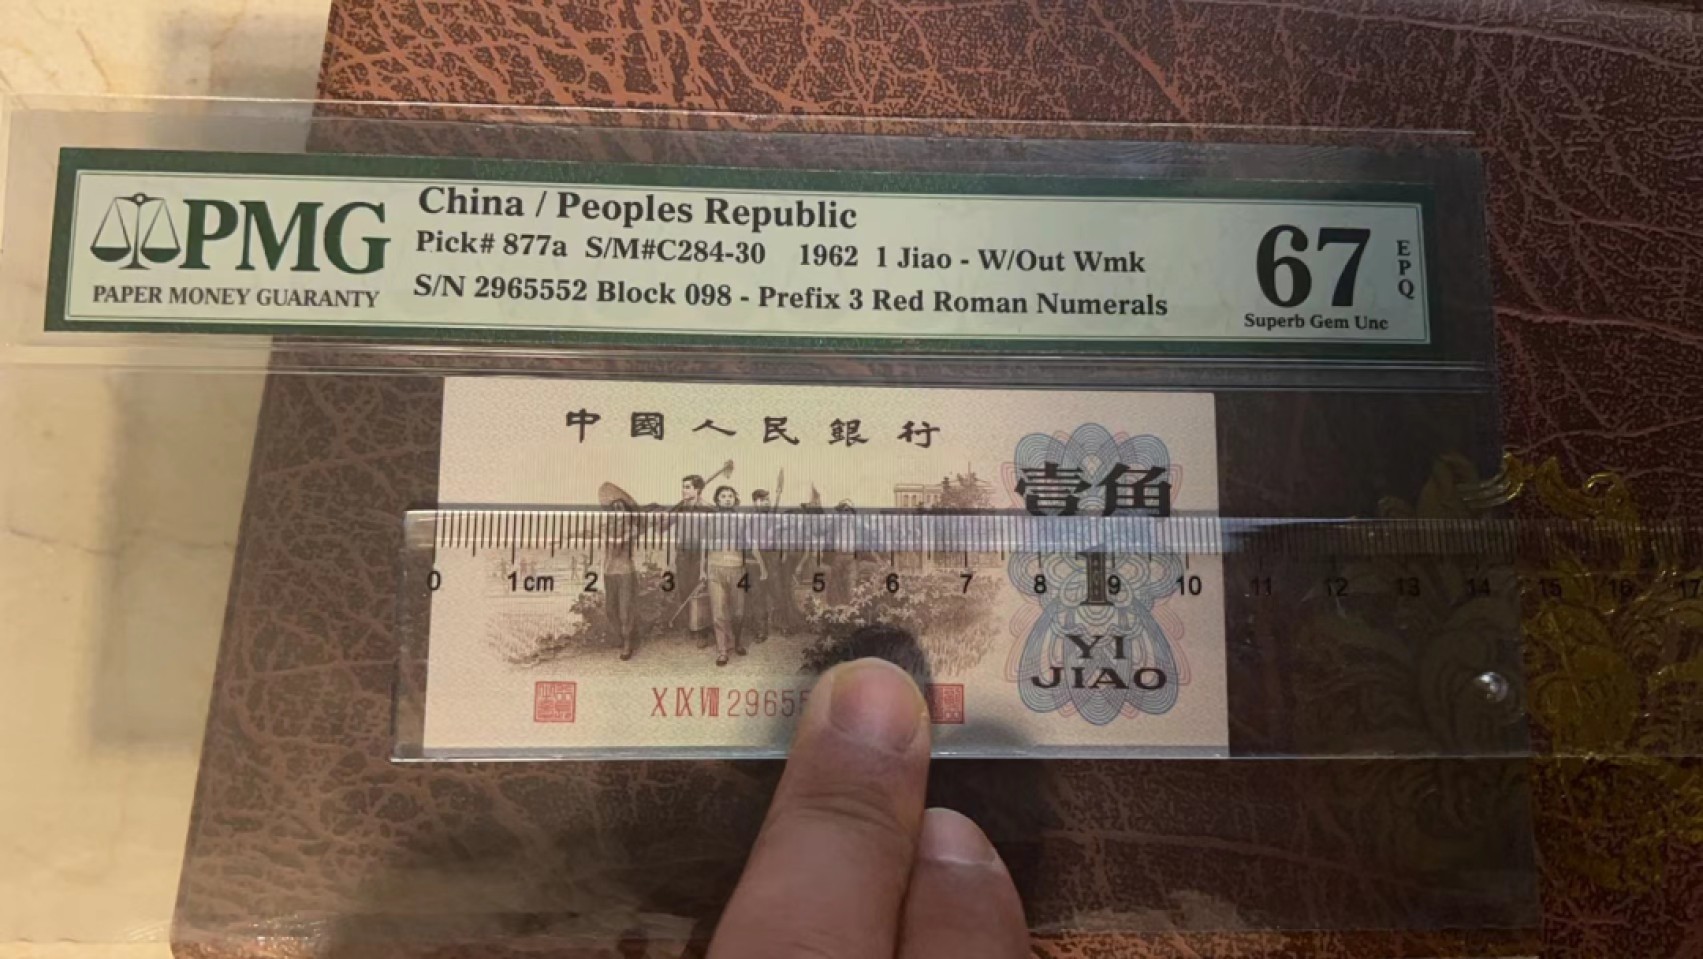 PMG
PAPER MONEY GUARANTY
China / Peoples Republic
Pick# 877a S/M#C284-30 1962 1 Jiao - W/Out Wmk
S/N 2965552 Block 098 - Prefix 3 Red Roman Numerals
67
EPQ
Superb Gem Unc
中國人民銀行
壹角
0 1cm 2 3 4 5 6 7 8 9 10 11 12 13 14 15 16 17
1
YI
JIAO
X IX VIII 2965